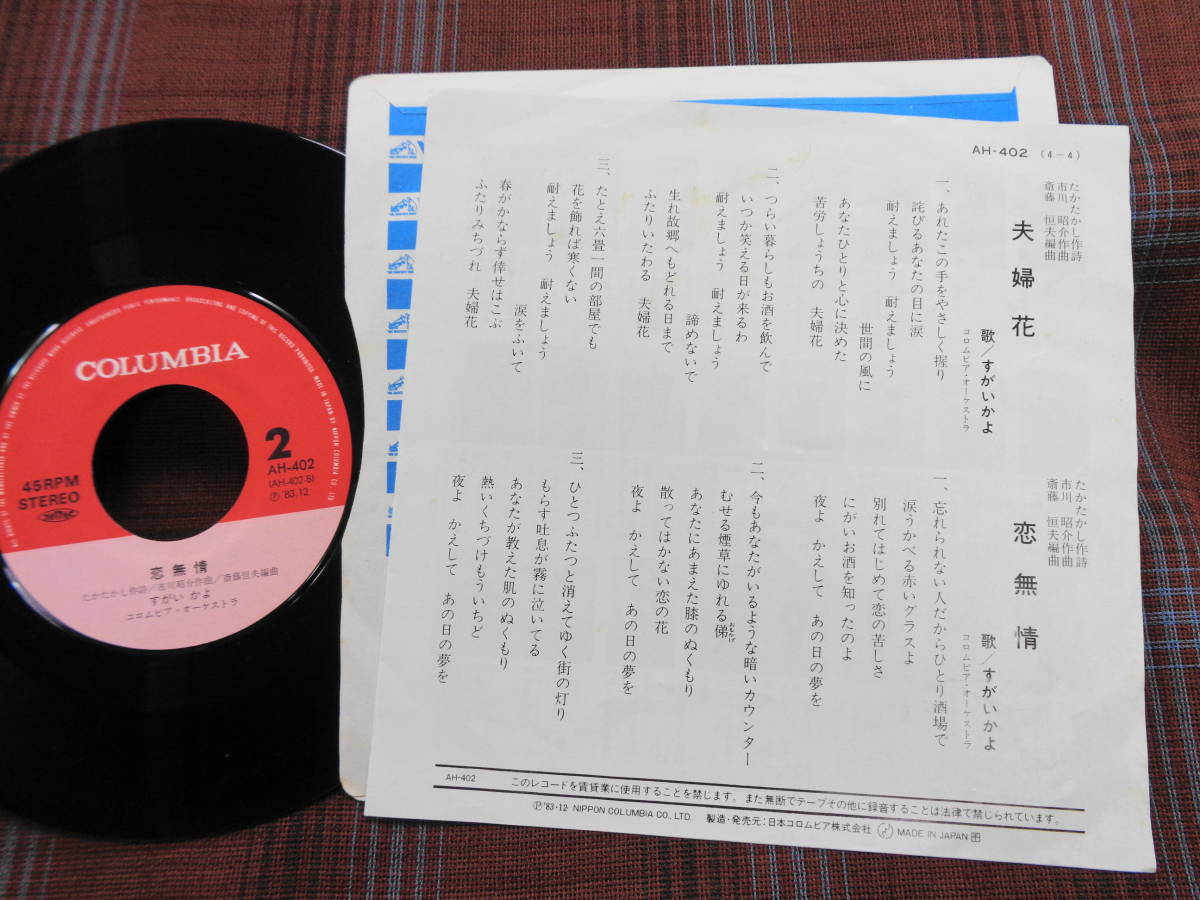 COLUMBIA
2
AH-402
(AH-402-B)
Ⓟ'83.12
45RPM
STEREO
恋無情
たかたかし作詩/市川昭介作曲/斎藤恒夫編曲
すがい かよ
コロムビア・オーケストラ
AH-402 (4-4)
夫婦花
たかたかし作詩
市川 昭介作曲
斎藤 恒夫編曲
歌/すがいかよ
コロムビア・オーケストラ
一、あれたこの手をやさしく握り
詫びるあなたの目に涙
耐えましょう 耐えましょう
世間の風に
あなたひとりと心に決めた
苦労しょうちの 夫婦花
二、つらい暮らしもお酒を飲んで
いつか笑える日が来るわ
耐えましょう 耐えましょう
諦めないで
生れ故郷へもどれる日まで
ふたりいたわる 夫婦花
三、たとえ六畳一間の部屋でも
花を飾れば寒くない
耐えましょう 耐えましょう
涙をふいて
春がかならず倖せはこぶ
ふたりみちづれ 夫婦花
恋無情
たかたかし作詩
市川 昭介作曲
斎藤 恒夫編曲
歌/すがいかよ
コロムビア・オーケストラ
一、忘れられない人だからひとり酒場で
涙うかべる赤いグラスよ
別れてはじめて恋の苦しさ
にがいお酒を知ったのよ
夜よ かえして あの日の夢を
二、今もあなたがいるような暗いカウンター
むせる煙草にゆれる俤(おもかげ)
あなたにあまえた膝のぬくもり
散ってはかない恋の花
夜よ かえして あの日の夢を
三、ひとつふたつと消えてゆく街の灯り
もらす吐息が霧に泣いてる
あなたが教えた肌のぬくもり
熱いくちづけもういちど
夜よ かえして あの日の夢を
AH-402 このレコードを賃貸業に使用することを禁じます。また無断でテープその他に録音することは法律で禁じられています。
Ⓟ'83・12 NIPPON COLUMBIA CO., LTD. 製造・発売元:日本コロムビア株式会社 MADE IN JAPAN